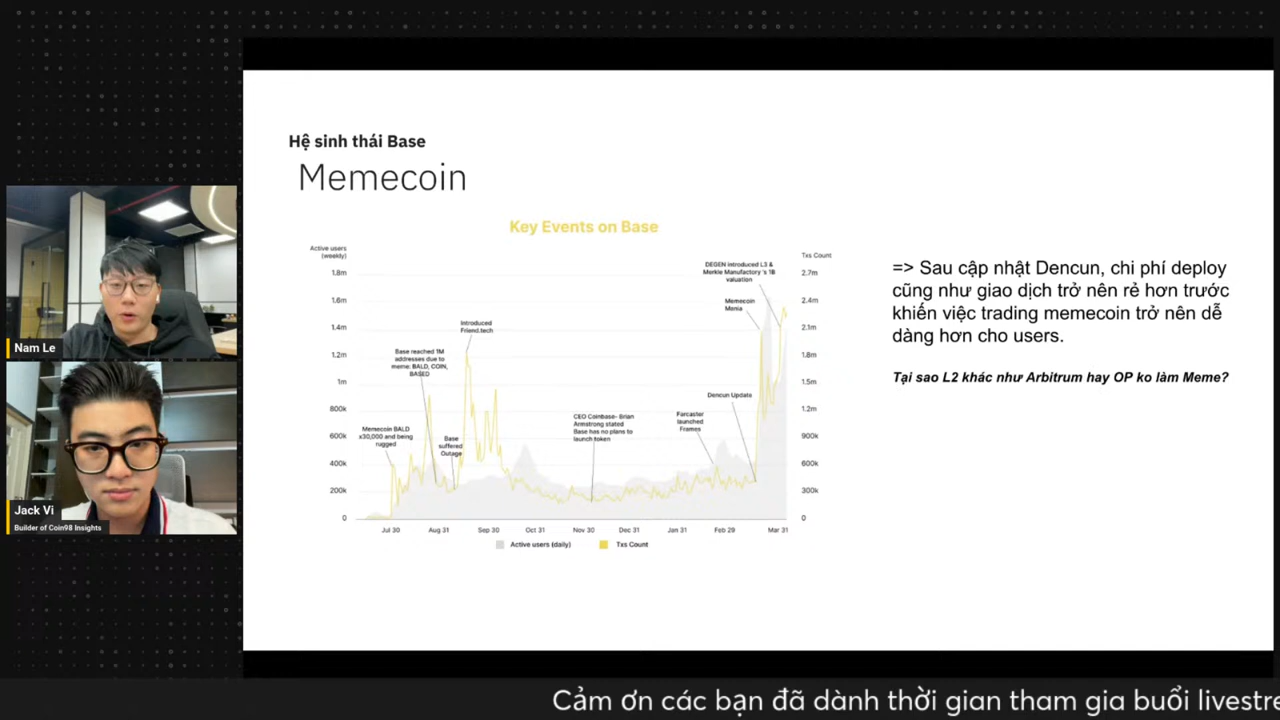 Hệ sinh thái Base
Memecoin
Key Events on Base
Active users
(weekly)
1.8m
1.6m
1.4m
1.2m
1m
800k
600k
400k
200k
0
Txs Count
2.7m
2.4m
2.1m
1.8m
1.5m
1.2m
900k
600k
300k
0
Memecoin BALD
x30,000 and being
rugged
Base reached 1M
addresses due to
meme: BALD, COIN,
BASED
Base
suffered
Outage
Introduced
Friend.tech
CEO Coinbase- Brian
Armstrong stated
Base has no plans to
launch token
Farcaster
launched
Frames
Dencun Update
Memecoin
Mania
DEGEN introduced L3 &
Merkle Manufactory 's 1B
valuation
Jul 30
Aug 31
Sep 30
Oct 31
Nov 30
Dec 31
Jan 31
Feb 29
Mar 31
Active users (daily)
Txs Count
=> Sau cập nhật Dencun, chi phí deploy
cũng như giao dịch trở nên rẻ hơn trước
khiến việc trading memecoin trở nên dễ
dàng hơn cho users.
Tại sao L2 khác như Arbitrum hay OP ko làm Meme?
Nam Le
Jack Vi
Builder of Coin98 Insights
Cảm ơn các bạn đã dành thời gian tham gia buổi livestre